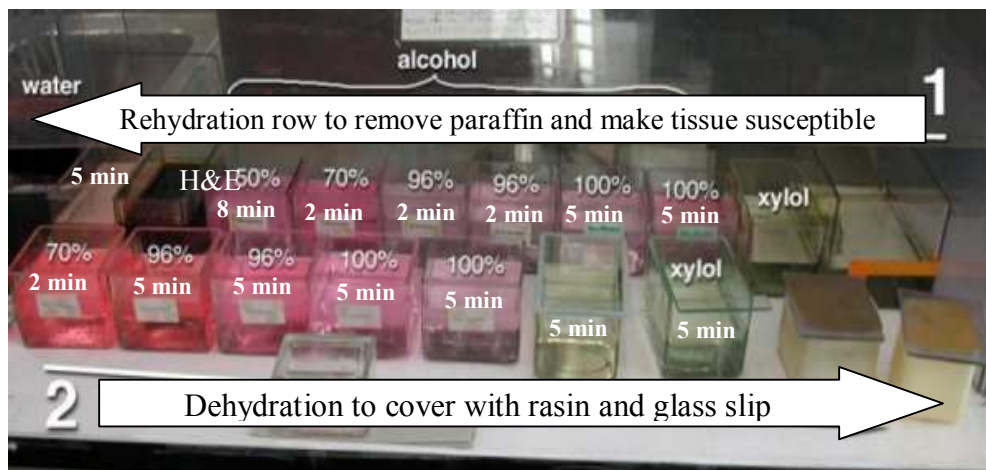 alcohol
water
1
Rehydration row to remove paraffin and make tissue susceptible
5 min H&E 50% 70% 96% 96% 100% 100% xylol
8 min 2 min 2 min 2 min 5 min 5 min
70% 96% 96% 100% 100% xylol
2 min 5 min 5 min 5 min 5 min 5 min 5 min
2
Dehydration to cover with rasin and glass slip